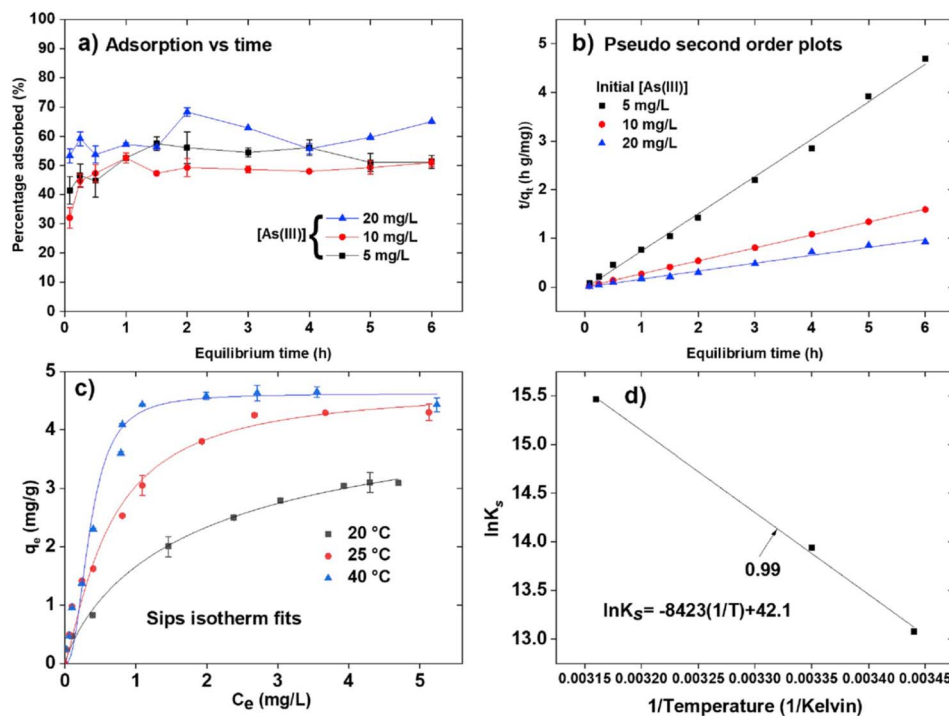 a) Adsorption vs time
Percentage adsorbed (%)
100
90
80
70
60
50
40
30
20
10
0
[As(III)]
{
20 mg/L
10 mg/L
5 mg/L
0 1 2 3 4 5 6
Equilibrium time (h)
b) Pseudo second order plots
t/qt (h g/mg))
5
4
3
2
1
0
Initial [As(III)]
5 mg/L
10 mg/L
20 mg/L
0 1 2 3 4 5 6
Equilibrium time (h)
c)
qe (mg/g)
5
4
3
2
1
0
20 °C
25 °C
40 °C
Sips isotherm fits
0 1 2 3 4 5
Ce (mg/L)
d)
lnKs
15.5
15.0
14.5
14.0
13.5
13.0
0.99
lnKs= -8423(1/T)+42.1
0.00315 0.00320 0.00325 0.00330 0.00335 0.00340 0.00345
1/Temperature (1/Kelvin)